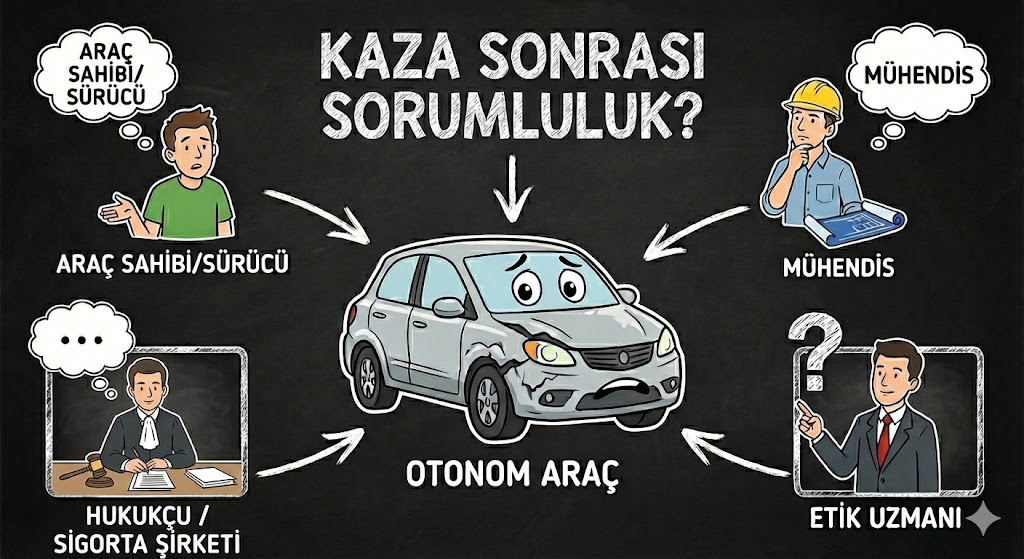 KAZA SONRASI
SORUMLULUK?
ARAÇ
SAHİBİ/
SÜRÜCÜ
ARAÇ SAHİBİ/SÜRÜCÜ
MÜHENDİS
MÜHENDİS
...
HUKUKÇU /
SİGORTA ŞİRKETİ
OTONOM ARAÇ
?
ETİK UZMANI